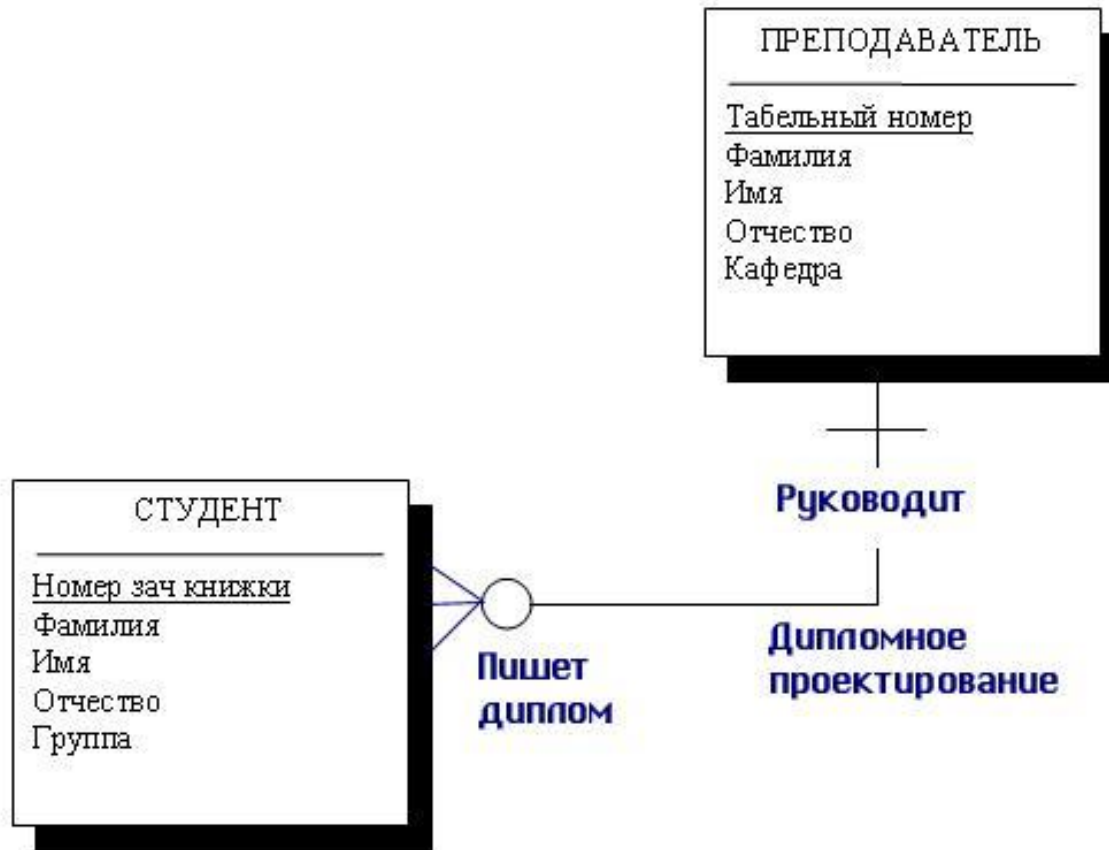 ПРЕПОДАВАТЕЛЬ
Табельный номер
Фамилия
Имя
Отчество
Кафедра
Руководит
СТУДЕНТ
Номер зач книжки
Фамилия
Имя
Отчество
Группа
Пишет
диплом
Дипломное
проектирование